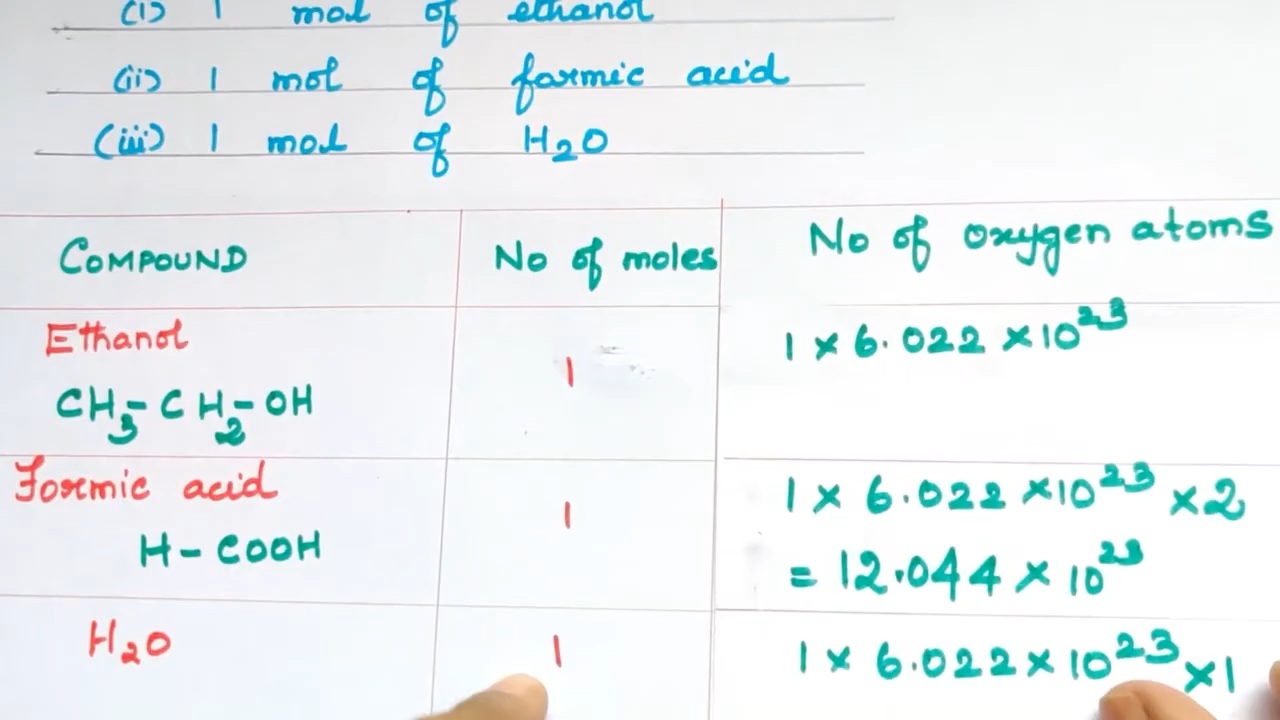 (i) 1 mol of ethanol
(ii) 1 mol of formic acid
(iii) 1 mol of H2O
COMPOUND No of moles No of oxygen atoms
Ethanol 1 1 × 6.022 × 10^23
CH3-CH2-OH
Formic acid 1 1 × 6.022 × 10^23 × 2
H-COOH = 12.044 × 10^23
H2O 1 1 × 6.022 × 10^23 × 1